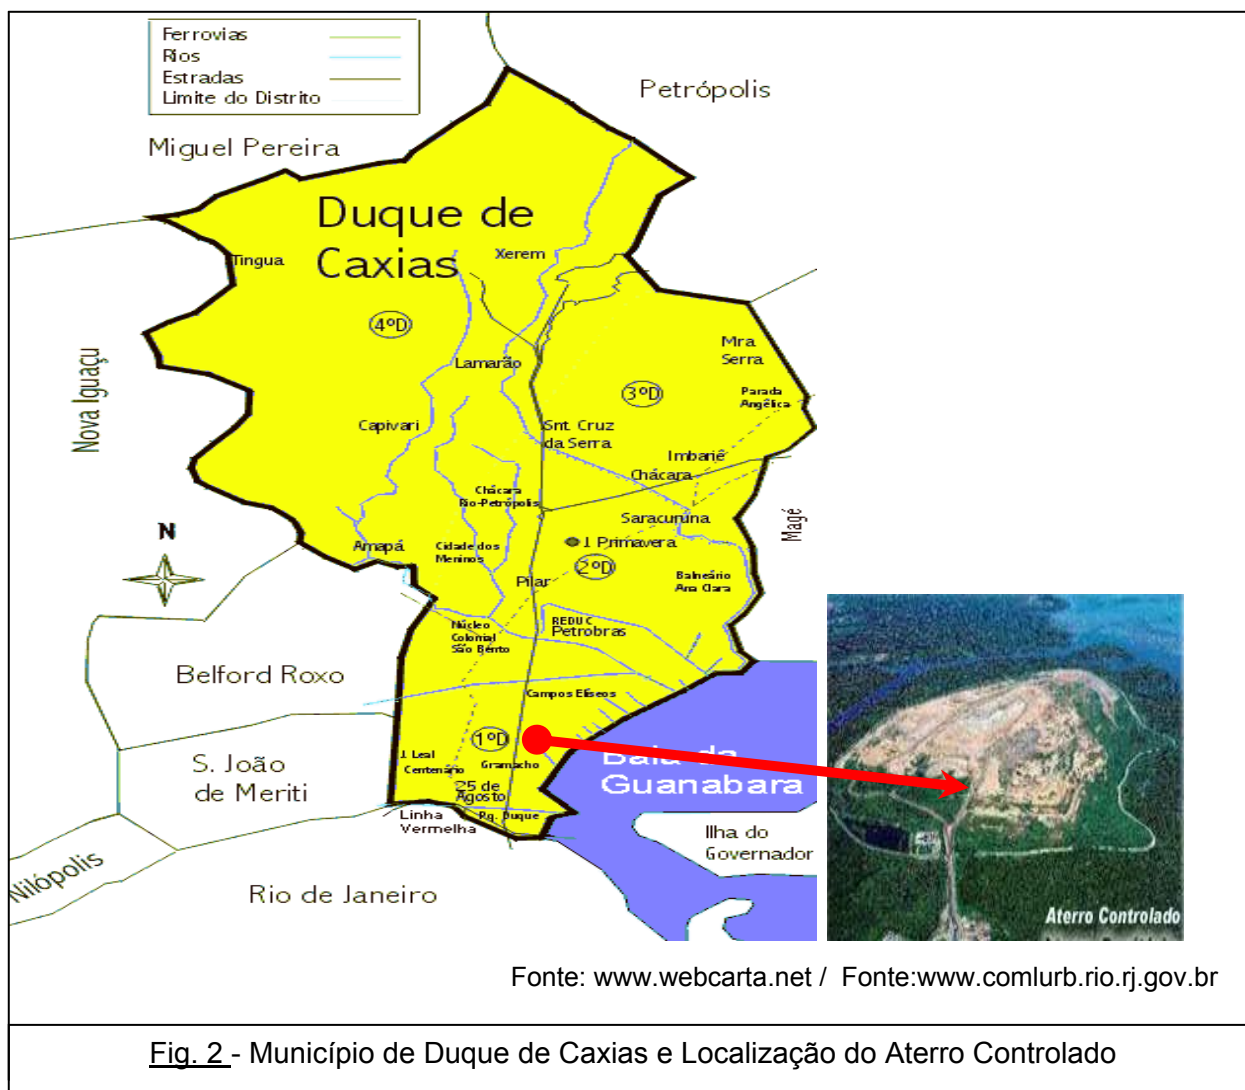 Ferrovias
Rios
Estradas
Limite do Distrito
Petrópolis
Miguel Pereira
Duque de
Caxias
Tingua
Xerem
4ºD
Nova Iguaçu
Lamarão
Mra
Serra
3ºD
Parada
Angêlica
Capivari
Snt. Cruz
da Serra
Imbariê
Chácara
Chácara
Rio-Petrópolis
Saracuruna
Magé
N
Amapá
Cidade dos
Meninos
J. Primavera
2ºD
Pilar
Balneário
Ana Clara
Núcleo
Colonial
São Bento
REDUC
Petrobras
Belford Roxo
Campos Elíseos
1ºD
J. Leal
Centenário
Gramacho
Baia da
Guanabara
S. João
de Meriti
25 de
Agosto
Pq. Duque
Linha
Vermelha
Ilha do
Governador
Nilópolis
Rio de Janeiro
Aterro Controlado
Fonte: www.webcarta.net / Fonte:www.comlurb.rio.rj.gov.br
Fig. 2 - Município de Duque de Caxias e Localização do Aterro Controlado